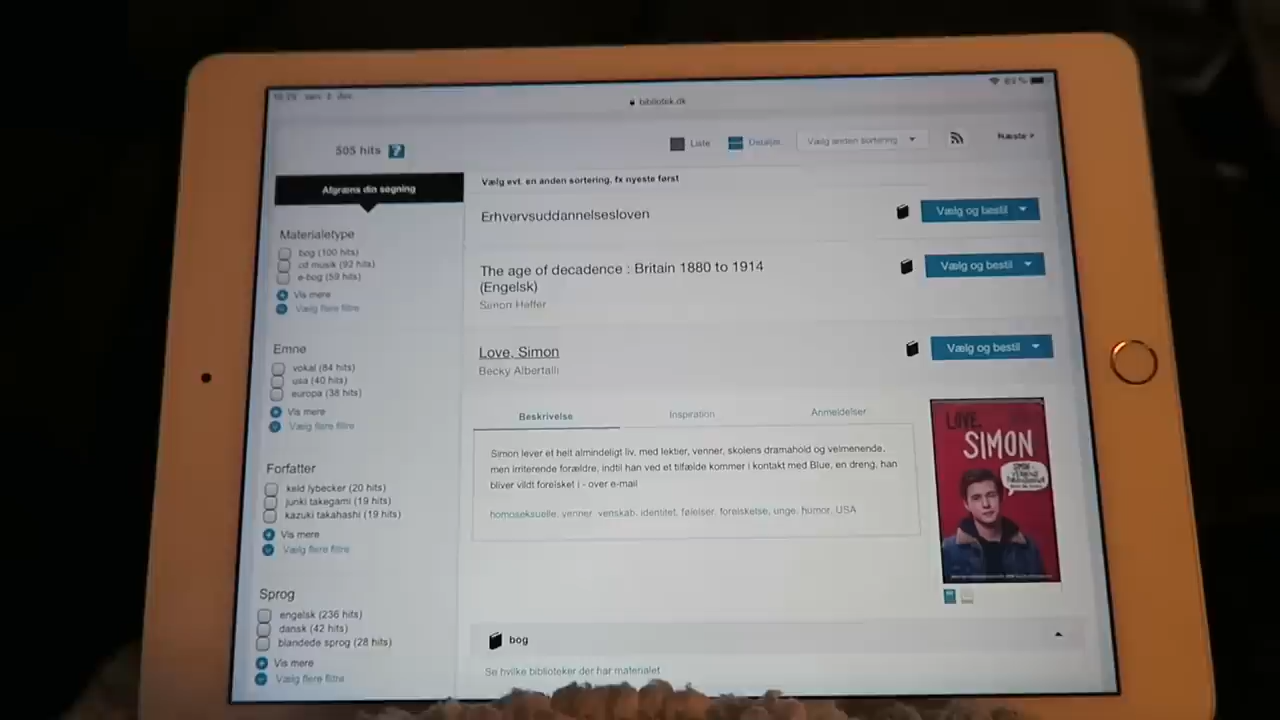 bibliotek.dk
505 hits ?
Liste
Detaljer
Vælg anden sortering
Næste >
Afgræns din søgning
Vælg evt. en anden sortering, fx nyeste først
Erhvervsuddannelsesloven
Vælg og bestil
The age of decadence : Britain 1880 to 1914
(Engelsk)
Simon Heffer
Vælg og bestil
Love, Simon
Becky Albertalli
Vælg og bestil
Materialetype
bog (100 hits)
cd musik (92 hits)
e-bog (59 hits)
Vis mere
Vælg flere filtre
Emne
vokal (84 hits)
usa (40 hits)
europa (38 hits)
Vis mere
Vælg flere filtre
Forfatter
keld lybecker (20 hits)
junki takegami (19 hits)
kazuki takahashi (19 hits)
Vis mere
Vælg flere filtre
Sprog
engelsk (236 hits)
dansk (42 hits)
blandede sprog (28 hits)
Vis mere
Vælg flere filtre
Beskrivelse
Inspiration
Anmeldelser
Simon lever et helt almindeligt liv, med lektier, venner, skolens dramahold og velmenende,
men irriterende forældre, indtil han ved et tilfælde kommer i kontakt med Blue, en dreng, han
bliver vildt forelsket i - over e-mail
homoseksuelle, venner, venskab, identitet, følelser, forelskelse, unge, humor, USA
LOVE,
SIMON
bog
Se hvilke biblioteker der har materialet